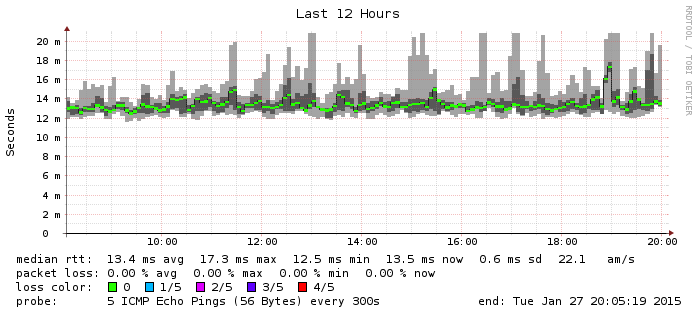 Last 12 Hours
RRDTOOL / TOBI OETIKER
Seconds
20 m
18 m
16 m
14 m
12 m
10 m
8 m
6 m
4 m
2 m
0
10:00 12:00 14:00 16:00 18:00 20:00
median rtt: 13.4 ms avg 17.3 ms max 12.5 ms min 13.5 ms now 0.6 ms sd 22.1 am/s
packet loss: 0.00 % avg 0.00 % max 0.00 % min 0.00 % now
loss color: 0 1/5 2/5 3/5 4/5
probe: 5 ICMP Echo Pings (56 Bytes) every 300s end: Tue Jan 27 20:05:19 2015